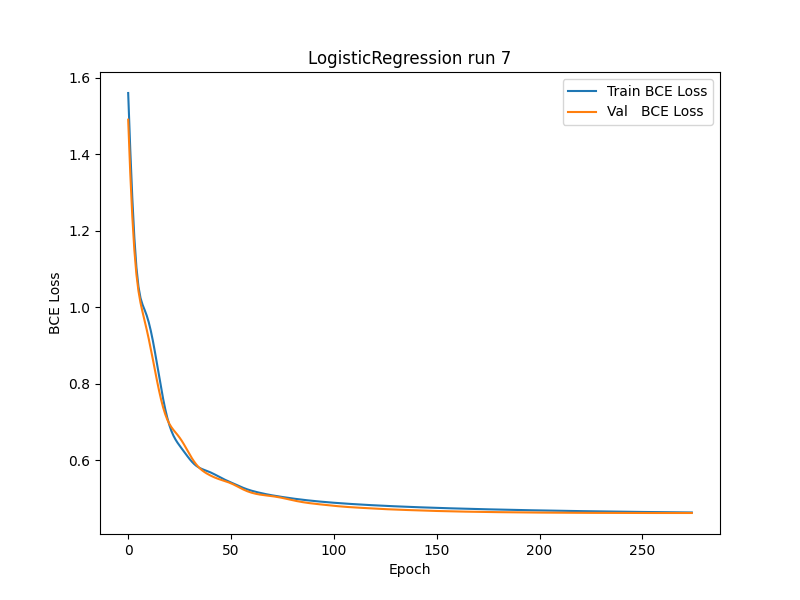 LogisticRegression run 7
Train BCE Loss
Val   BCE Loss
BCE Loss
1.6
1.4
1.2
1.0
0.8
0.6
0 50 100 150 200 250
Epoch